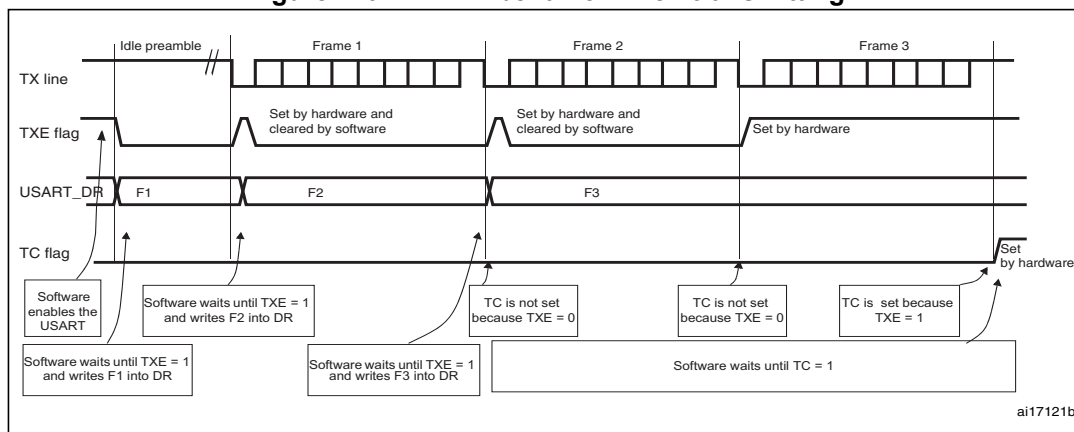 Idle preamble
Frame 1
Frame 2
Frame 3
TX line
TXE flag
Set by hardware and
cleared by software
Set by hardware and
cleared by software
Set by hardware
USART_DR
F1
F2
F3
TC flag
Set
by hardware
Software
enables the
USART
Software waits until TXE = 1
and writes F2 into DR
TC is not set
because TXE = 0
TC is not set
because TXE = 0
TC is set because
TXE = 1
Software waits until TXE = 1
and writes F1 into DR
Software waits until TXE = 1
and writes F3 into DR
Software waits until TC = 1
ai17121b